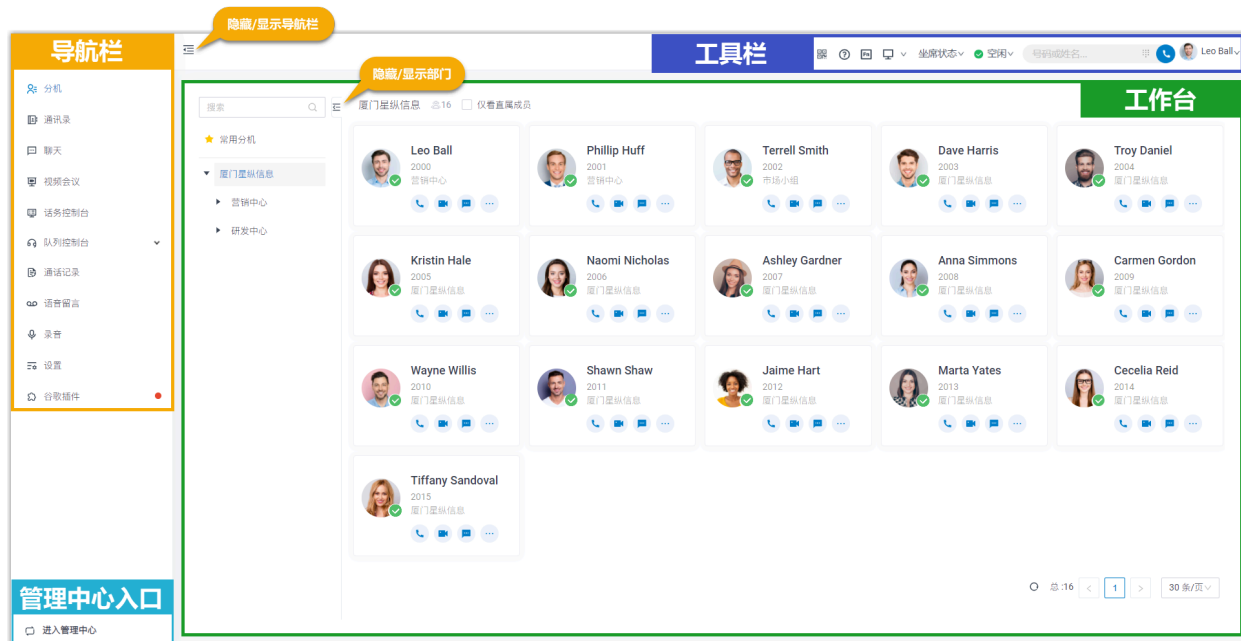 隐藏/显示导航栏
导航栏
工具栏
坐席状态
空闲
号码或姓名...
Leo Ball
隐藏/显示部门
工作台
分机
通讯录
聊天
视频会议
话务控制台
队列控制台
通话记录
语音留言
录音
设置
谷歌插件
管理中心入口
进入管理中心
搜索
常用分机
厦门星纵信息
营销中心
研发中心
厦门星纵信息 16 仅看直属成员
Leo Ball
2000
营销中心
Phillip Huff
2001
营销中心
Terrell Smith
2002
市场小组
Dave Harris
2003
厦门星纵信息
Troy Daniel
2004
厦门星纵信息
Kristin Hale
2005
厦门星纵信息
Naomi Nicholas
2006
厦门星纵信息
Ashley Gardner
2007
厦门星纵信息
Anna Simmons
2008
厦门星纵信息
Carmen Gordon
2009
厦门星纵信息
Wayne Willis
2010
厦门星纵信息
Shawn Shaw
2011
厦门星纵信息
Jaime Hart
2012
厦门星纵信息
Marta Yates
2013
厦门星纵信息
Cecelia Reid
2014
厦门星纵信息
Tiffany Sandoval
2015
厦门星纵信息
总:16 < 1 > 30 条/页